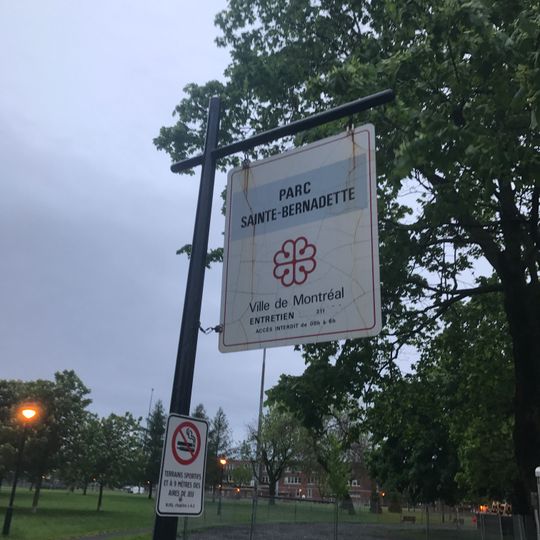 PARC
SAINTE-BERNADETTE
Ville de Montréal
ENTRETIEN 311
ACCÈS INTERDIT de 00h à 6h
TERRAINS SPORTIFS
ET À 9 MÈTRES DES
AIRES DE JEU